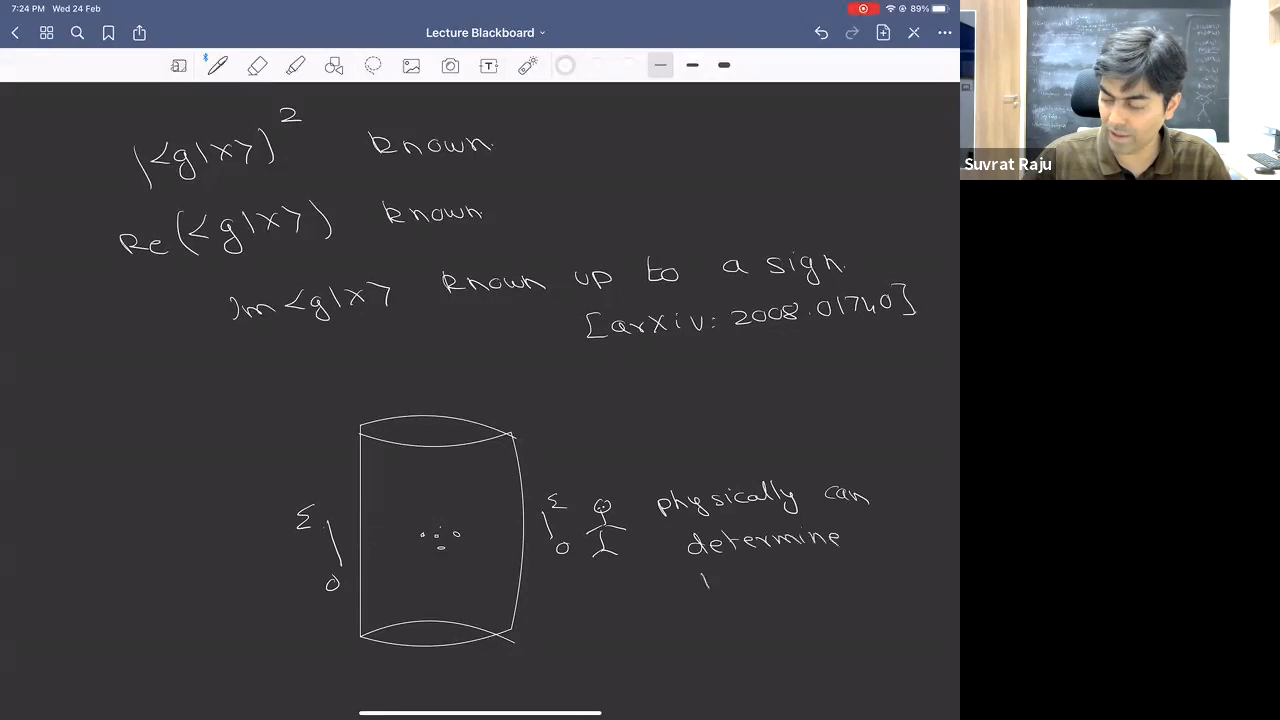 7:24 PM Wed 24 Feb
89%
Lecture Blackboard
T
Suvrat Raju
|<g|x>|² known
Re(<g|x>) known
Im<g|x> known up to a sign.
[arXiv: 2008.01740]
Σ
0
Σ
0
physically can
determine